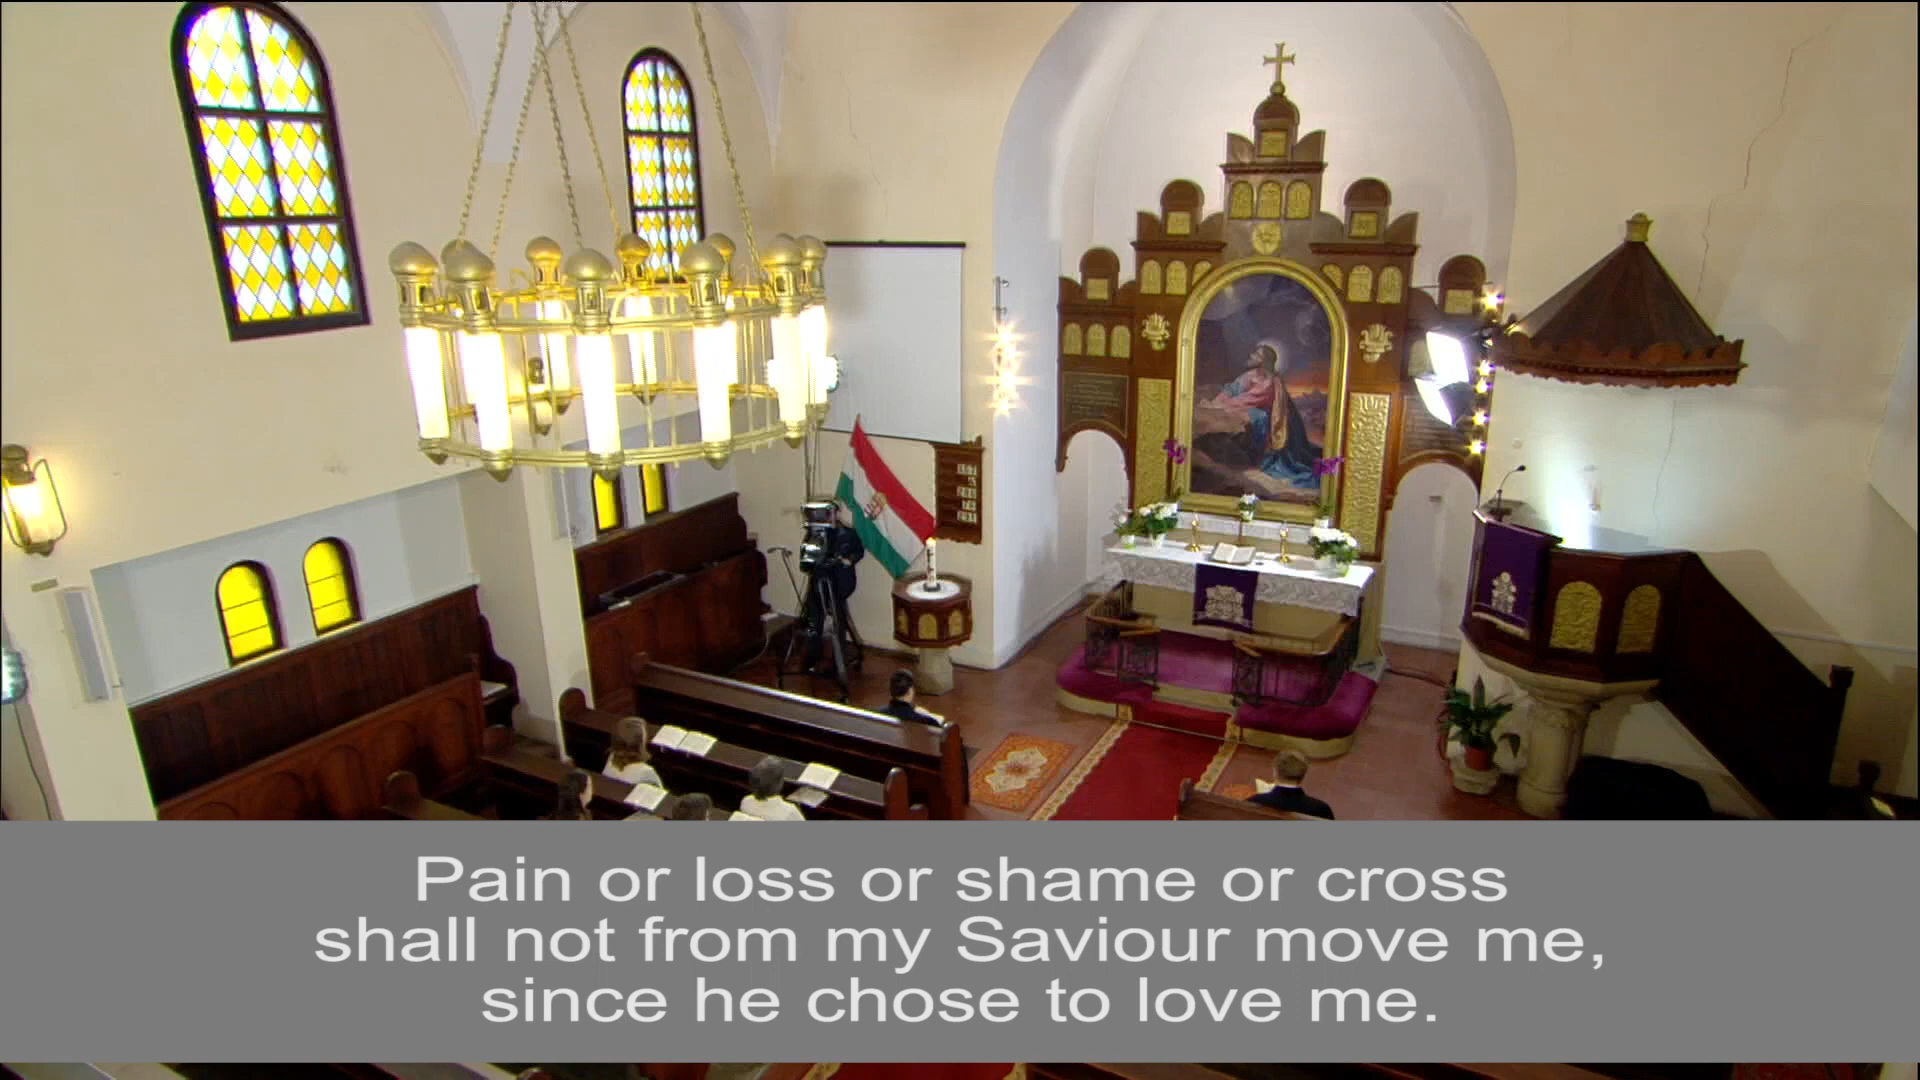 Pain or loss or shame or cross
shall not from my Saviour move me,
since he chose to love me.